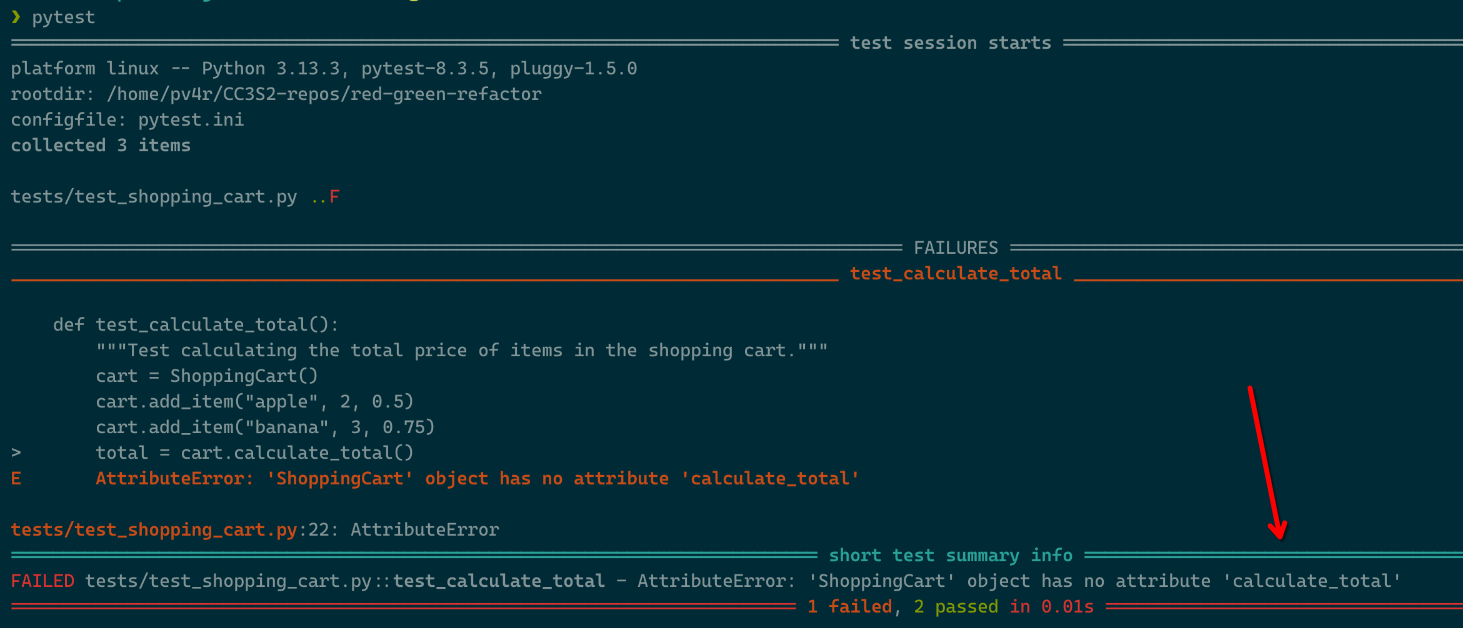 ❯ pytest
test session starts
platform linux -- Python 3.13.3, pytest-8.3.5, pluggy-1.5.0
rootdir: /home/pv4r/CC3S2-repos/red-green-refactor
configfile: pytest.ini
collected 3 items
tests/test_shopping_cart.py ..F
FAILURES
test_calculate_total
def test_calculate_total():
"""Test calculating the total price of items in the shopping cart."""
cart = ShoppingCart()
cart.add_item("apple", 2, 0.5)
cart.add_item("banana", 3, 0.75)
> total = cart.calculate_total()
E AttributeError: 'ShoppingCart' object has no attribute 'calculate_total'
tests/test_shopping_cart.py:22: AttributeError
short test summary info
FAILED tests/test_shopping_cart.py::test_calculate_total - AttributeError: 'ShoppingCart' object has no attribute 'calculate_total'
1 failed, 2 passed in 0.01s